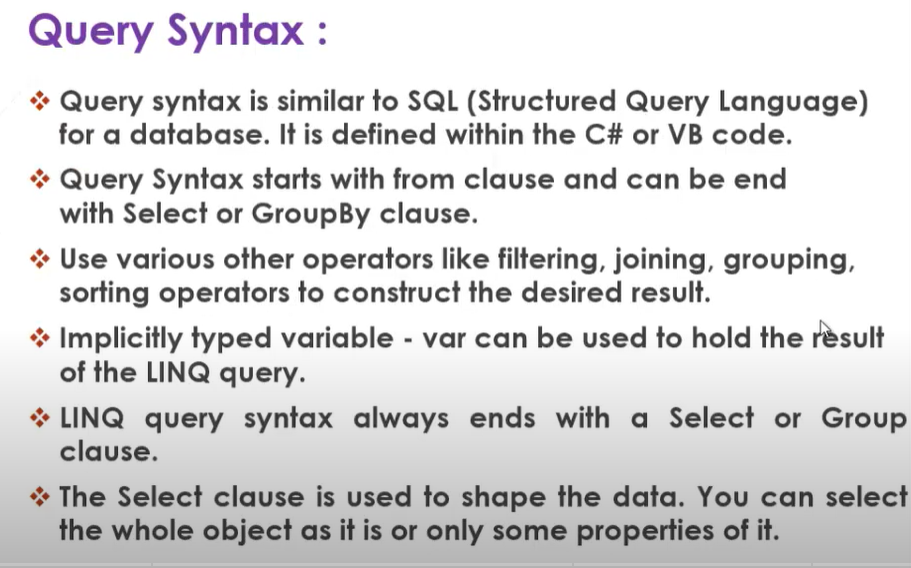 Query Syntax :
❖ Query syntax is similar to SQL (Structured Query Language)
for a database. It is defined within the C# or VB code.
❖ Query Syntax starts with from clause and can be end
with Select or GroupBy clause.
❖ Use various other operators like filtering, joining, grouping,
sorting operators to construct the desired result.
❖ Implicitly typed variable - var can be used to hold the result
of the LINQ query.
❖ LINQ query syntax always ends with a Select or Group
clause.
❖ The Select clause is used to shape the data. You can select
the whole object as it is or only some properties of it.